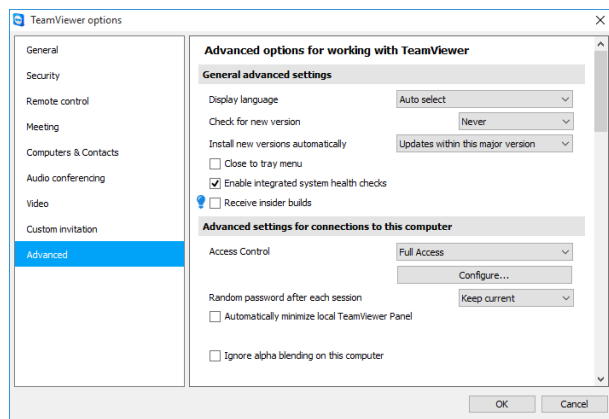 TeamViewer options
General
Security
Remote control
Meeting
Computers & Contacts
Audio conferencing
Video
Custom invitation
Advanced
Advanced options for working with TeamViewer
General advanced settings
Display language Auto select
Check for new version Never
Install new versions automatically Updates within this major version
Close to tray menu
Enable integrated system health checks
Receive insider builds
Advanced settings for connections to this computer
Access Control Full Access
Configure...
Random password after each session Keep current
Automatically minimize local TeamViewer Panel
Ignore alpha blending on this computer
OK Cancel